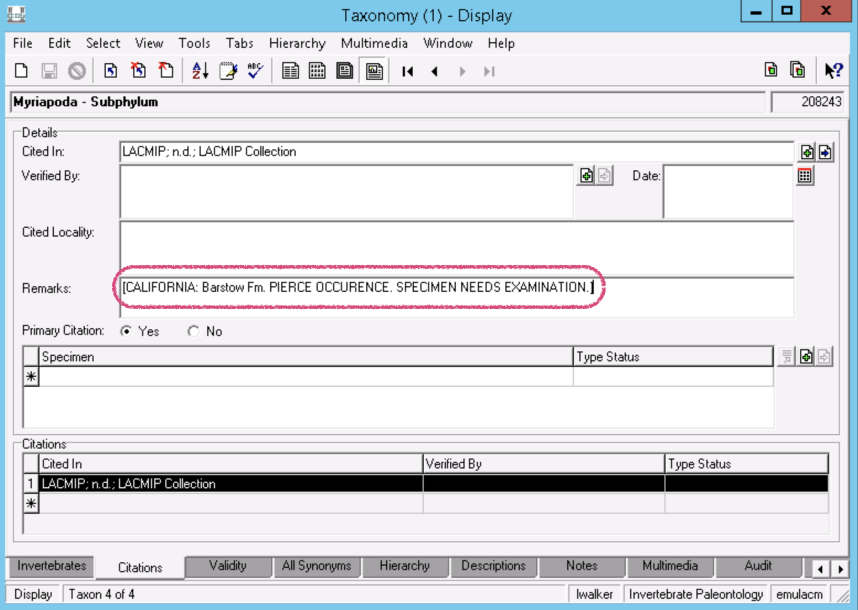 Taxonomy (1) - Display
File Edit Select View Tools Tabs Hierarchy Multimedia Window Help
Myriapoda - Subphylum 208243
Details
Cited In: LACMIP; n.d.; LACMIP Collection
Verified By: Date:
Cited Locality:
Remarks: [CALIFORNIA: Barstow Fm. PIERCE OCCURENCE. SPECIMEN NEEDS EXAMINATION.]
Primary Citation: Yes No
Specimen Type Status
Citations
Cited In Verified By Type Status
1 LACMIP; n.d.; LACMIP Collection
Invertebrates Citations Validity All Synonyms Hierarchy Descriptions Notes Multimedia Audit
Display Taxon 4 of 4 lwalker Invertebrate Paleontology emulacm